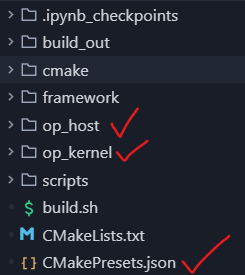 .ipynb_checkpoints
build_out
cmake
framework
op_host
op_kernel
scripts
$ build.sh
M CMakeLists.txt
{} CMakePresets.json